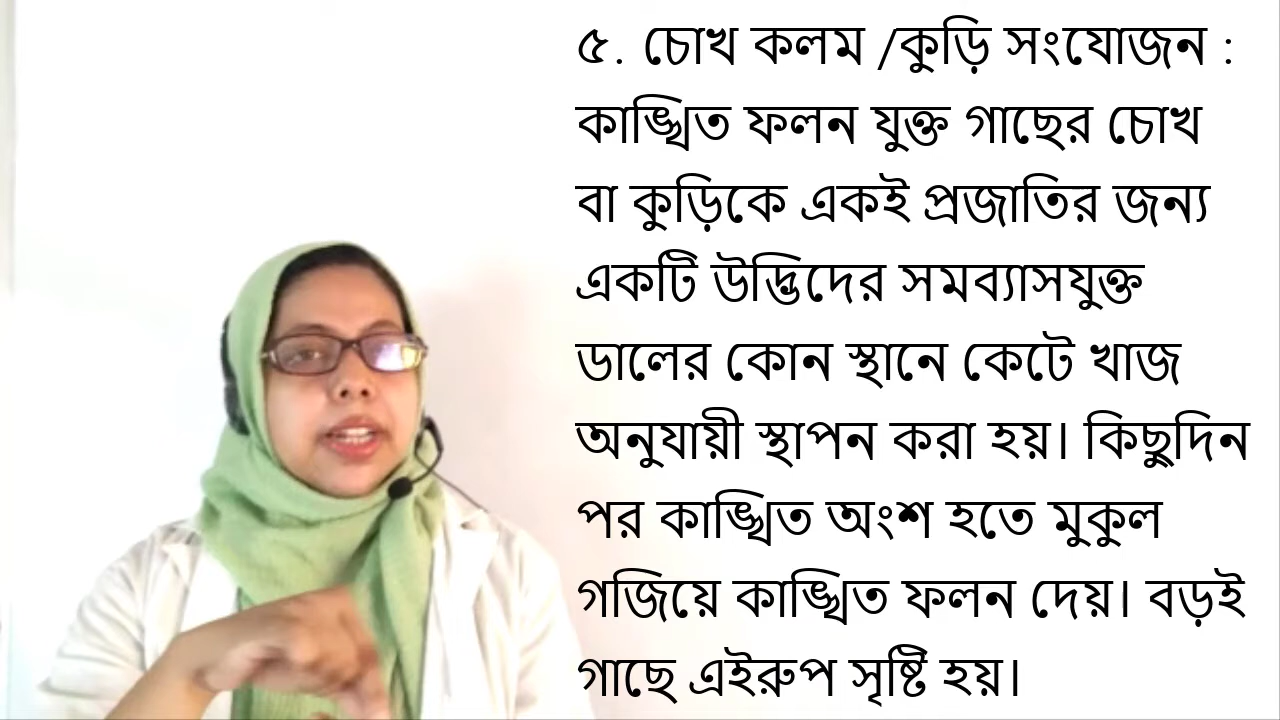 ৫. চোখ কলম /কুড়ি সংযোজন :
কাঙ্খিত ফলন যুক্ত গাছের চোখ
বা কুড়িকে একই প্রজাতির জন্য
একটি উদ্ভিদের সমব্যাসযুক্ত
ডালের কোন স্থানে কেটে খাজ
অনুযায়ী স্থাপন করা হয়। কিছুদিন
পর কাঙ্খিত অংশ হতে মুকুল
গজিয়ে কাঙ্খিত ফলন দেয়। বড়ই
গাছে এইরুপ সৃষ্টি হয়।